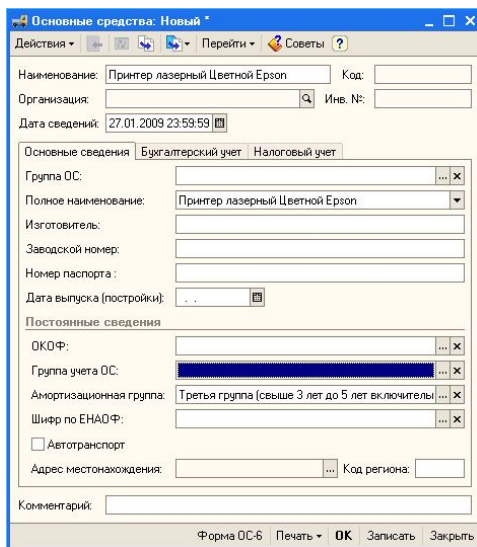 Основные средства: Новый *
Действия Перейти Советы ?
Наименование: Принтер лазерный Цветной Epson Код:
Организация: Инв. №:
Дата сведений: 27.01.2009 23:59:59
Основные сведения Бухгалтерский учет Налоговый учет
Группа ОС: ... x
Полное наименование: Принтер лазерный Цветной Epson
Изготовитель:
Заводской номер:
Номер паспорта :
Дата выпуска (постройки): . .
Постоянные сведения
ОКОФ: ... x
Группа учета ОС: ... x
Амортизационная группа: Третья группа (свыше 3 лет до 5 лет включительы ... x
Шифр по ЕНАОФ: ... x
Автотранспорт
Адрес местонахождения: ... Код региона:
Комментарий:
Форма ОС-6 Печать OK Записать Закрыть